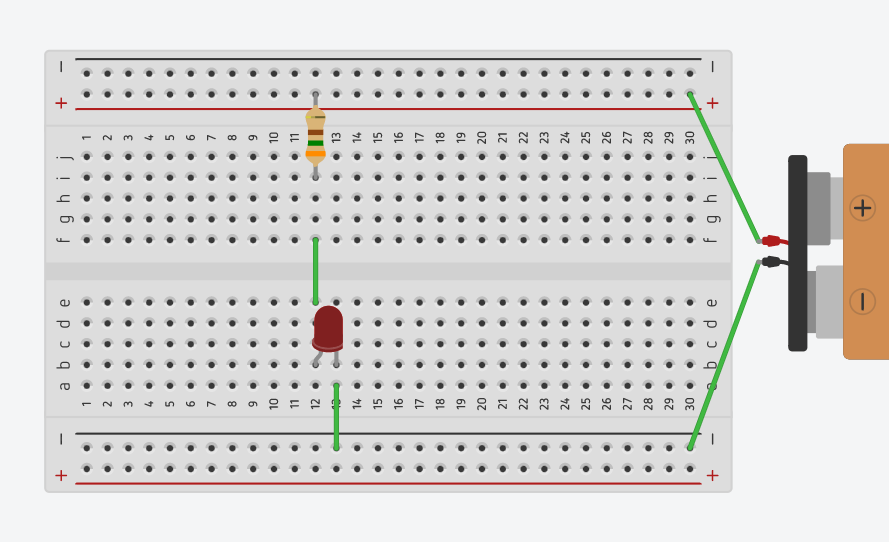 | |
+ +
1 2 3 4 5 6 7 8 9 10 11 13 14 15 16 17 18 19 20 21 22 23 24 25 26 27 28 29 30
j j
i i
h h
g g
+
f f
e e
−
d d
c c
b b
a a
1 2 3 4 5 6 7 8 9 10 11 12 13 14 15 16 17 18 19 20 21 22 23 24 25 26 27 28 29 30
| |
+ +